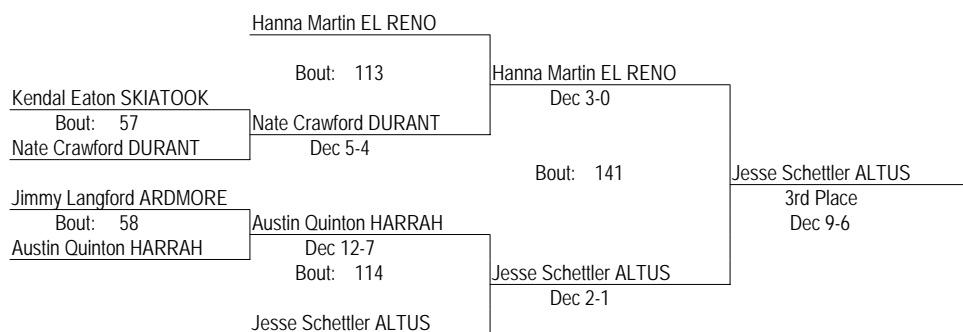 Hanna Martin EL RENO
Bout: 113
Hanna Martin EL RENO
Dec 3-0
Kendal Eaton SKIATOOK
Bout: 57
Nate Crawford DURANT
Nate Crawford DURANT
Dec 5-4
Bout: 141
Jesse Schettler ALTUS
3rd Place
Dec 9-6
Jimmy Langford ARDMORE
Bout: 58
Austin Quinton HARRAH
Austin Quinton HARRAH
Dec 12-7
Bout: 114
Jesse Schettler ALTUS
Dec 2-1
Jesse Schettler ALTUS